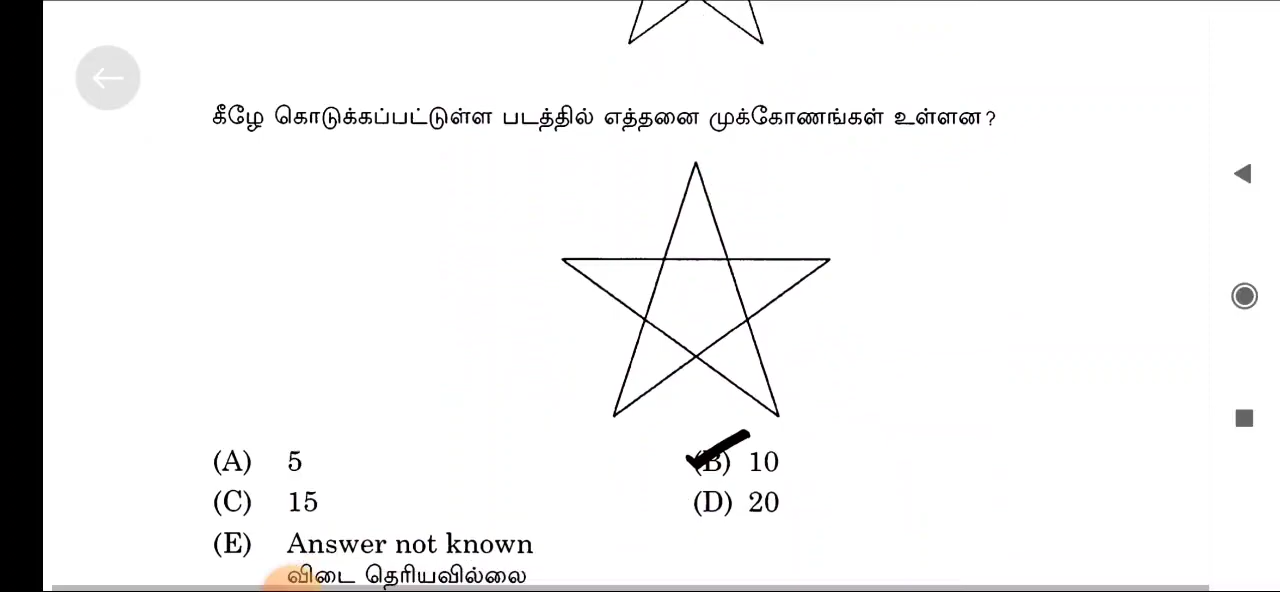 கீழே கொடுக்கப்பட்டுள்ள படத்தில் எத்தனை முக்கோணங்கள் உள்ளன?
(A) 5
(B) 10
(C) 15
(D) 20
(E) Answer not known
விடை தெரியவில்லை